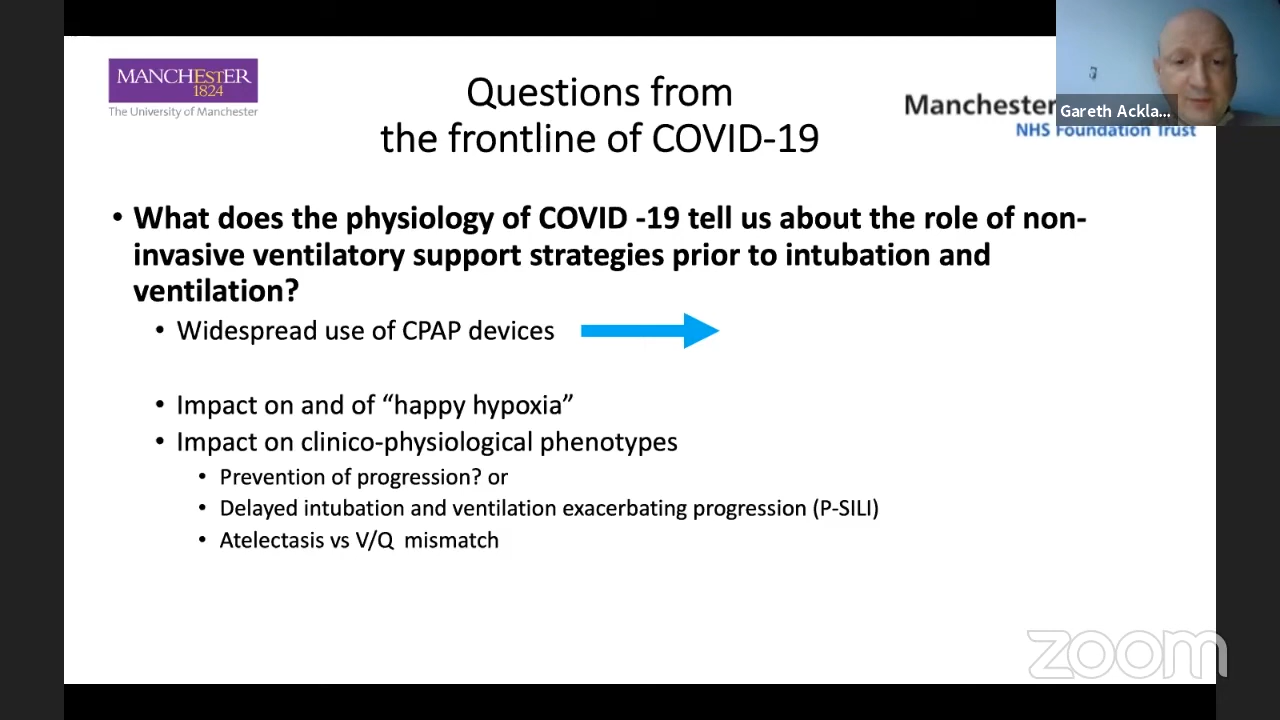 MANCHESTER
1824
The University of Manchester
Questions from
the frontline of COVID-19
Manchester
NHS Foundation Trust
Gareth Ackla...
• What does the physiology of COVID -19 tell us about the role of non-
invasive ventilatory support strategies prior to intubation and
ventilation?
• Widespread use of CPAP devices
• Impact on and of “happy hypoxia”
• Impact on clinico-physiological phenotypes
• Prevention of progression? or
• Delayed intubation and ventilation exacerbating progression (P-SILI)
• Atelectasis vs V/Q mismatch
zoom